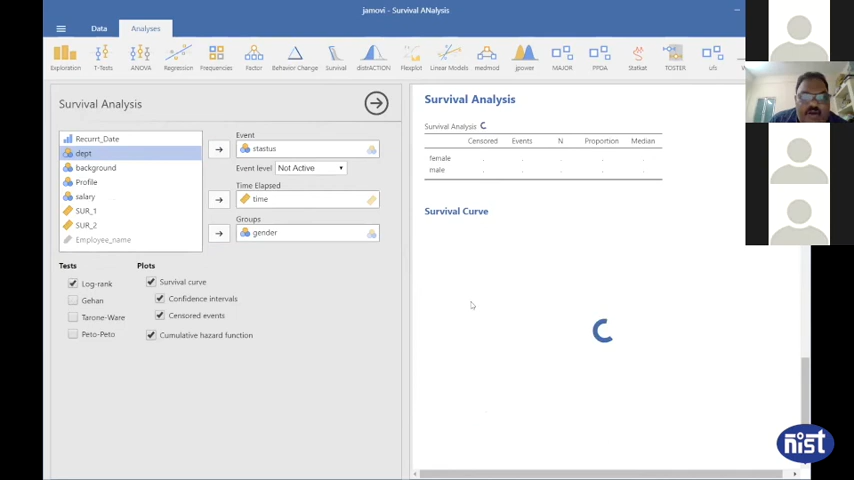 jamovi - Survival ANalysis
Data Analyses
Exploration T-Tests ANOVA Regression Frequencies Factor Behavior Change Survival distrACTION Flexplot Linear Models medmod jpower MAJOR PPDA Statkat TOSTER ufs
Survival Analysis
Recurrt_Date
dept
background
Profile
salary
SUR_1
SUR_2
Employee_name
Event
stastus
Event level Not Active
Time Elapsed
time
Groups
gender
Tests
Log-rank
Gehan
Tarone-Ware
Peto-Peto
Plots
Survival curve
Confidence intervals
Censored events
Cumulative hazard function
Survival Analysis
Survival Analysis
Censored Events N Proportion Median
female . . . . .
male . . . . .
Survival Curve
nist